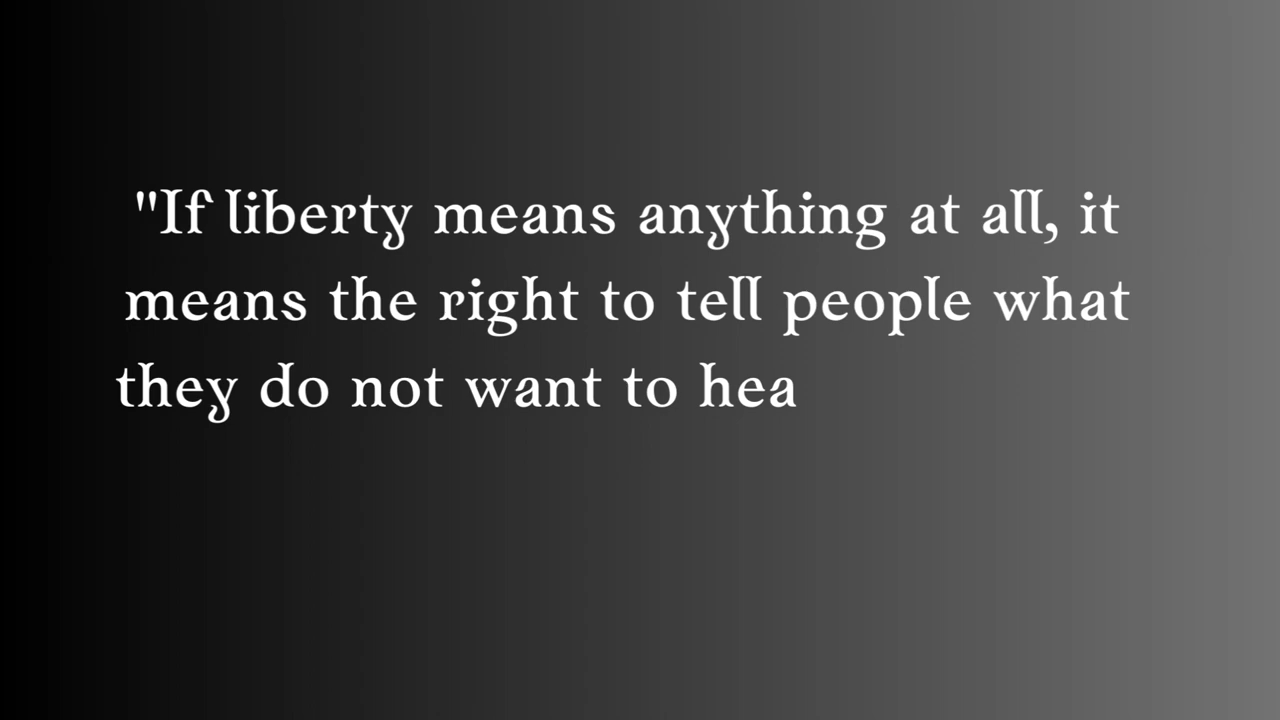 "If liberty means anything at all, it
means the right to tell people what
they do not want to hea